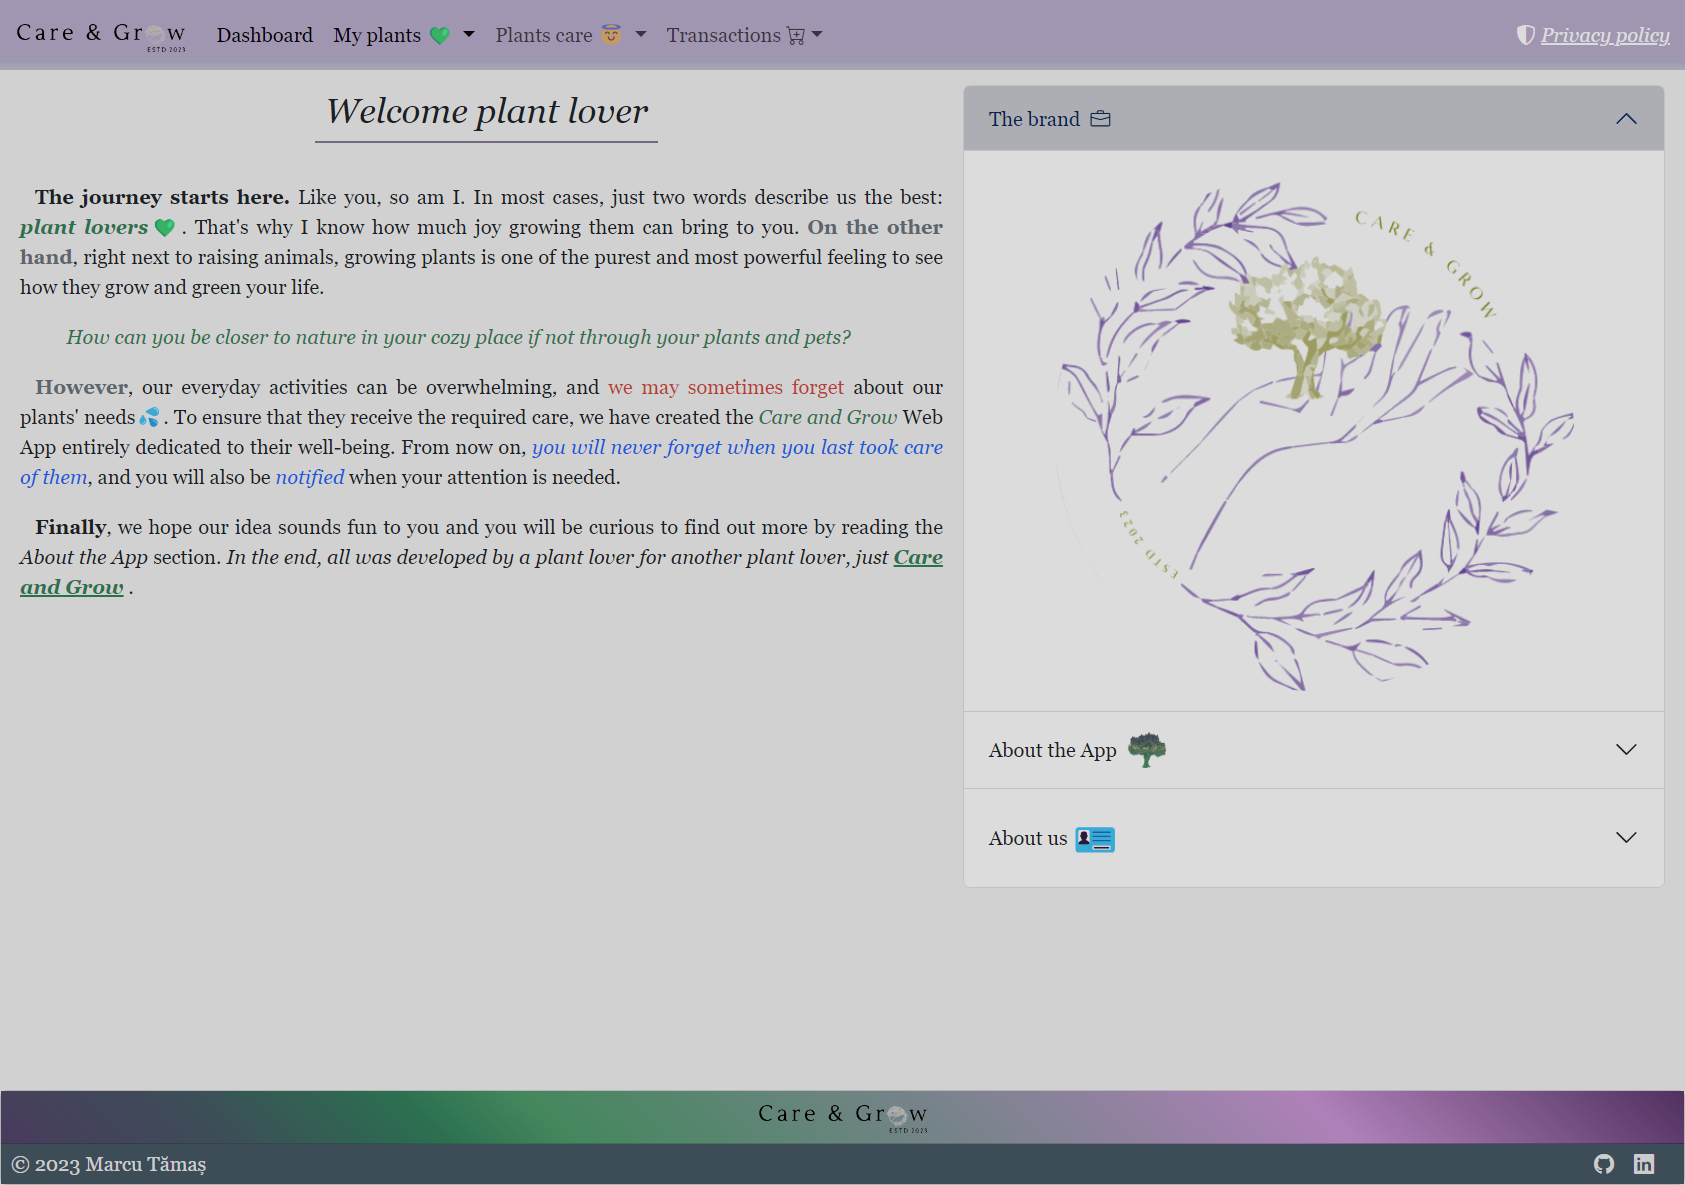 Care & Grow
ESTD 2023
Dashboard
My plants
Plants care
Transactions
Privacy policy
Welcome plant lover
The journey starts here. Like you, so am I. In most cases, just two words describe us the best:
plant lovers . That's why I know how much joy growing them can bring to you. On the other
hand, right next to raising animals, growing plants is one of the purest and most powerful feeling to see
how they grow and green your life.
How can you be closer to nature in your cozy place if not through your plants and pets?
However, our everyday activities can be overwhelming, and we may sometimes forget about our
plants' needs . To ensure that they receive the required care, we have created the Care and Grow Web
App entirely dedicated to their well-being. From now on, you will never forget when you last took care
of them, and you will also be notified when your attention is needed.
Finally, we hope our idea sounds fun to you and you will be curious to find out more by reading the
About the App section. In the end, all was developed by a plant lover for another plant lover, just Care
and Grow .
The brand
CARE & GROW
ESTD 2023
About the App
About us
Care & Grow
ESTD 2023
© 2023 Marcu Tămaș
in